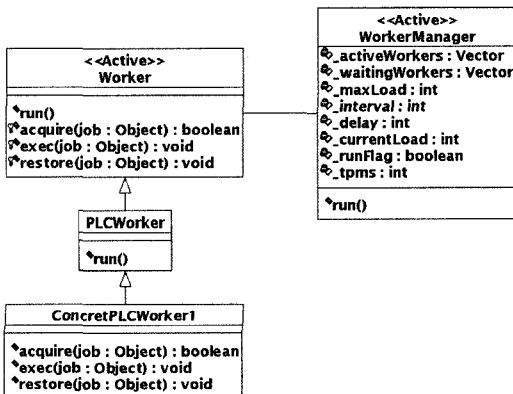 <<Active>>
Worker
run()
acquire(job : Object) : boolean
exec(job : Object) : void
restore(job : Object) : void
<<Active>>
WorkerManager
_activeWorkers : Vector
_waitingWorkers : Vector
_maxLoad : int
_interval : int
_delay : int
_currentLoad : int
_runFlag : boolean
_tpms : int
run()
PLCWorker
run()
ConcretPLCWorker1
acquire(job : Object) : boolean
exec(job : Object) : void
restore(job : Object) : void